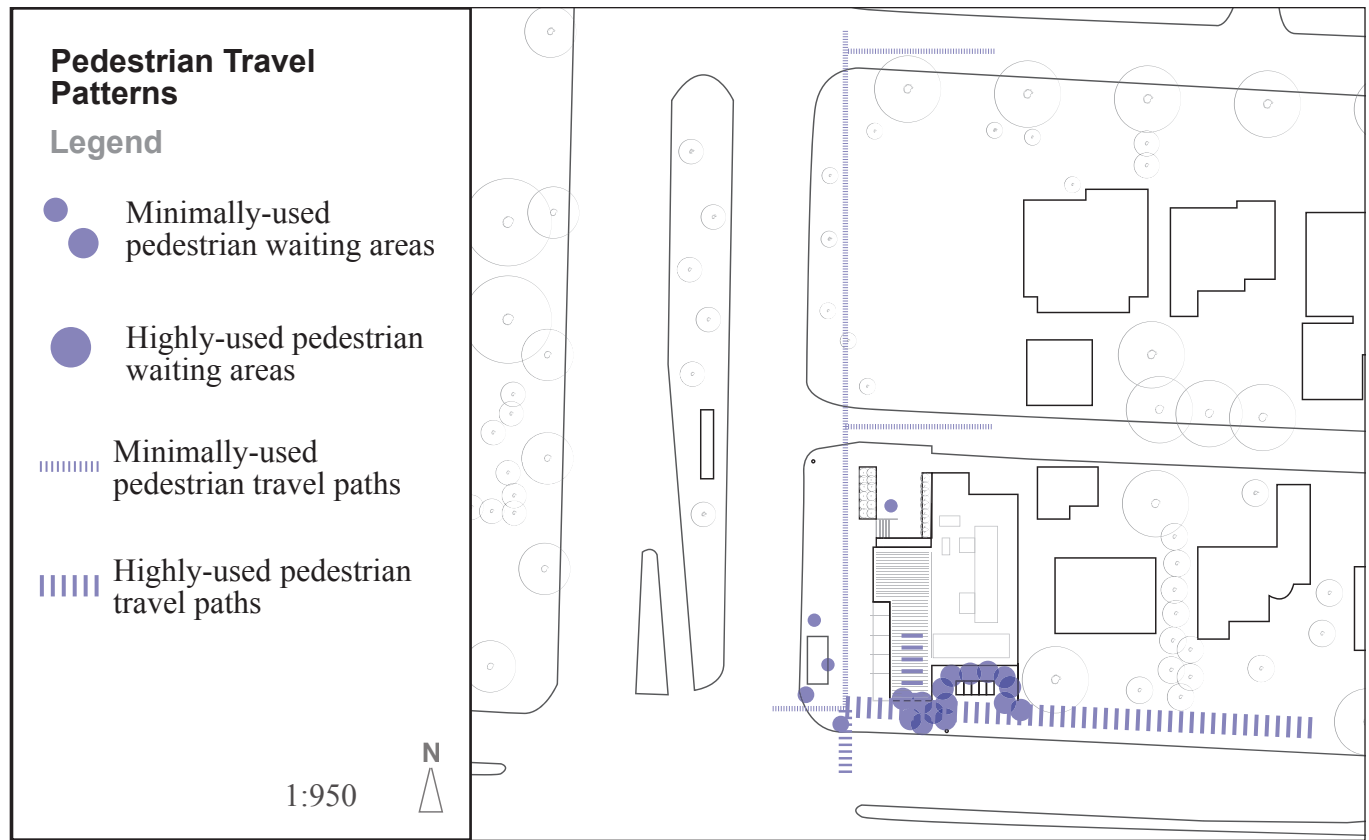 Pedestrian Travel
Patterns
Legend
Minimally-used
pedestrian waiting areas
Highly-used pedestrian
waiting areas
Minimally-used
pedestrian travel paths
Highly-used pedestrian
travel paths
N
1:950